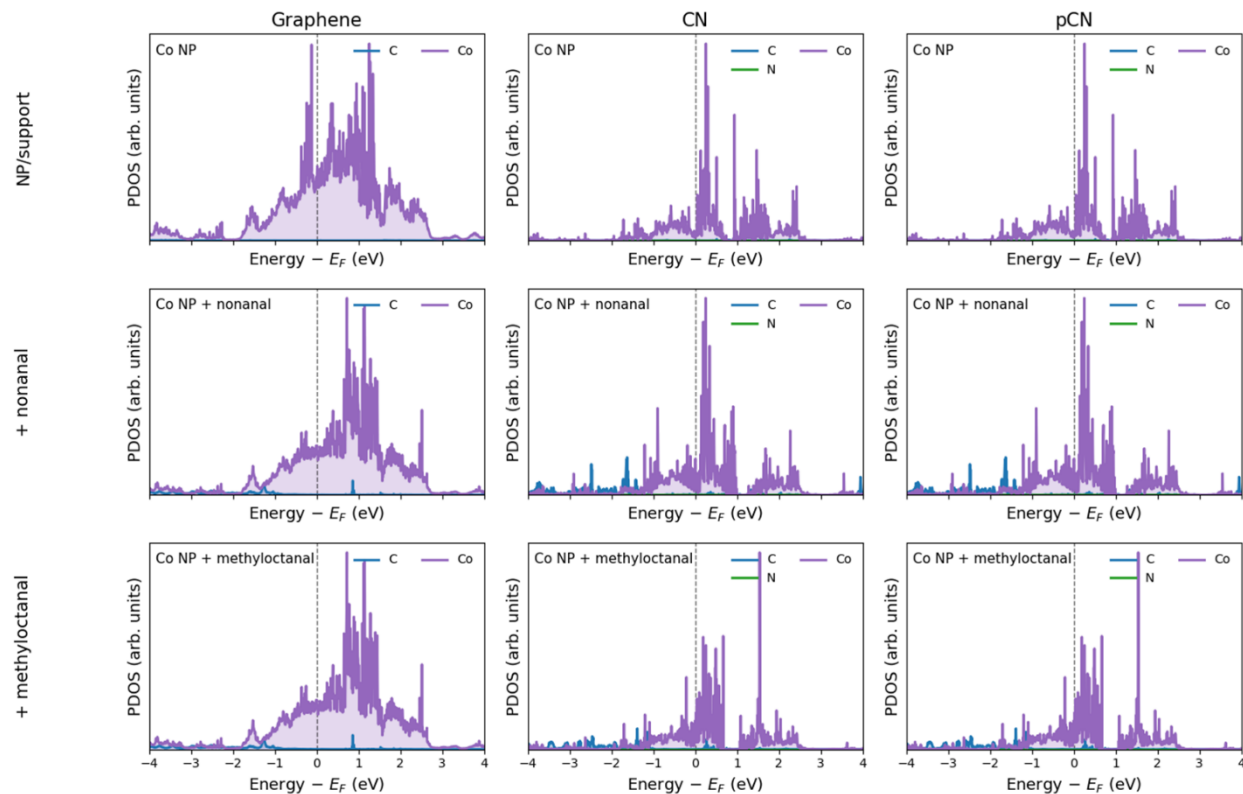 Graphene
CN
pCN
NP/support
PDOS (arb. units)
Co NP
C
Co
Energy − E_F (eV)
PDOS (arb. units)
Co NP
C
Co
N
Energy − E_F (eV)
PDOS (arb. units)
Co NP
C
Co
N
Energy − E_F (eV)
+ nonanal
PDOS (arb. units)
Co NP + nonanal
C
Co
Energy − E_F (eV)
PDOS (arb. units)
Co NP + nonanal
C
Co
N
Energy − E_F (eV)
PDOS (arb. units)
Co NP + nonanal
C
Co
N
Energy − E_F (eV)
+ methyloctanal
PDOS (arb. units)
Co NP + methyloctanal
C
Co
−4 −3 −2 −1 0 1 2 3 4
Energy − E_F (eV)
PDOS (arb. units)
Co NP + methyloctanal
C
Co
N
−4 −3 −2 −1 0 1 2 3 4
Energy − E_F (eV)
PDOS (arb. units)
Co NP + methyloctanal
C
Co
N
−4 −3 −2 −1 0 1 2 3 4
Energy − E_F (eV)